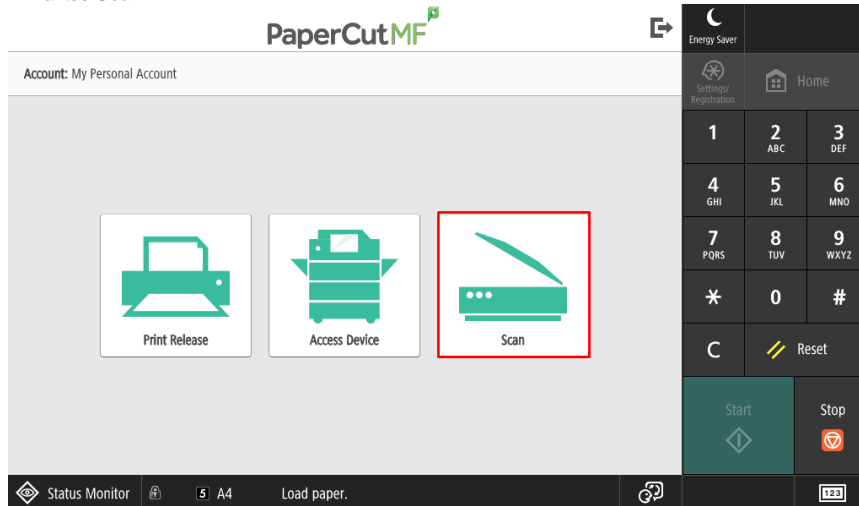 PaperCutMF
Account: My Personal Account
Print Release
Access Device
Scan
Energy Saver
Settings/
Registration
Home
1
2
ABC
3
DEF
4
GHI
5
JKL
6
MNO
7
PQRS
8
TUV
9
WXYZ
0
#
C
Reset
Start
Stop
Status Monitor
5 A4
Load paper.
123